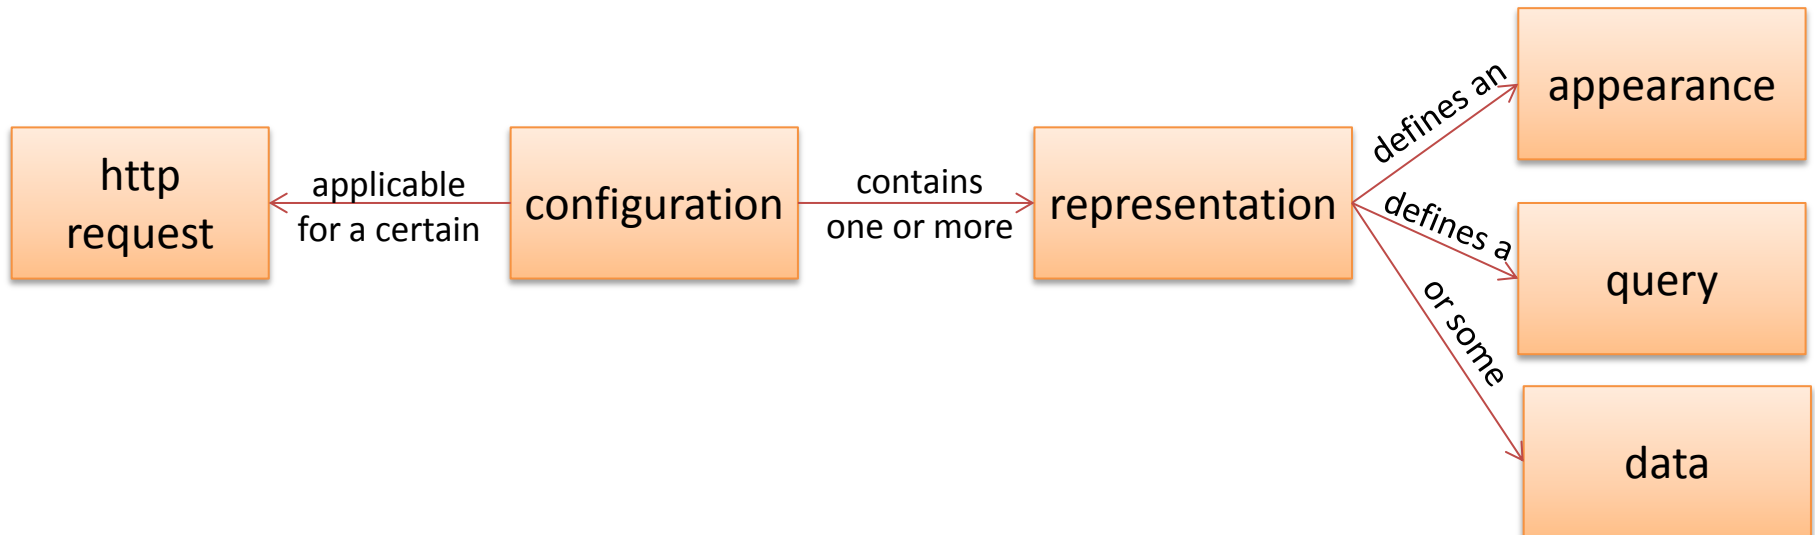 http
request
applicable
for a certain
configuration
contains
one or more
representation
defines an
appearance
defines a
query
or some
data